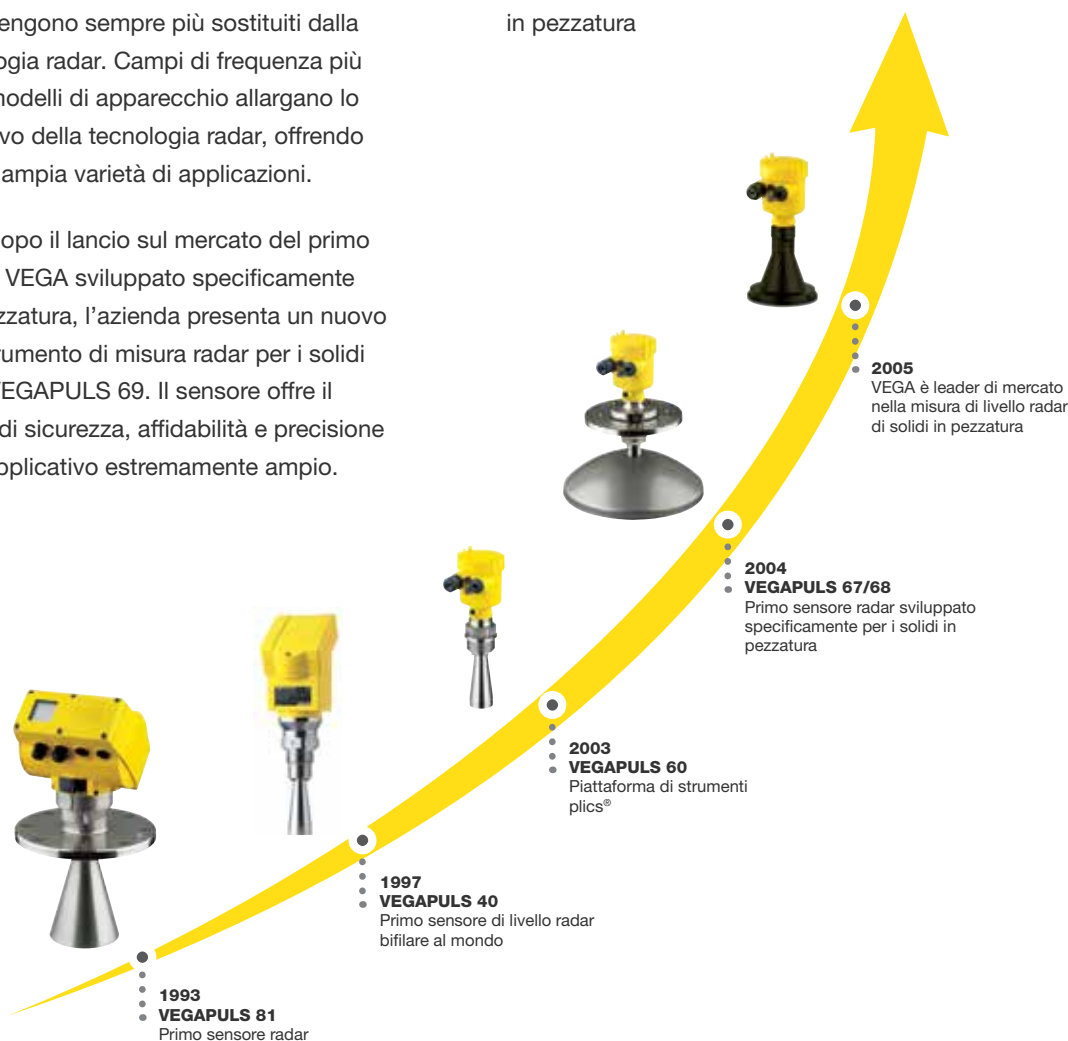 engono sempre più sostituiti dalla
ogia radar. Campi di frequenza più
modelli di apparecchio allargano lo
vo della tecnologia radar, offrendo
ampia varietà di applicazioni.
opo il lancio sul mercato del primo
VEGA sviluppato specificamente
zzatura, l'azienda presenta un nuovo
rumento di misura radar per i solidi
VEGAPULS 69. Il sensore offre il
di sicurezza, affidabilità e precisione
pplicativo estremamente ampio.
in pezzatura
2005
VEGA è leader di mercato
nella misura di livello radar
di solidi in pezzatura
2004
VEGAPULS 67/68
Primo sensore radar sviluppato
specificamente per i solidi in
pezzatura
2003
VEGAPULS 60
Piattaforma di strumenti
plics®
1997
VEGAPULS 40
Primo sensore di livello radar
bifilare al mondo
1993
VEGAPULS 81
Primo sensore radar